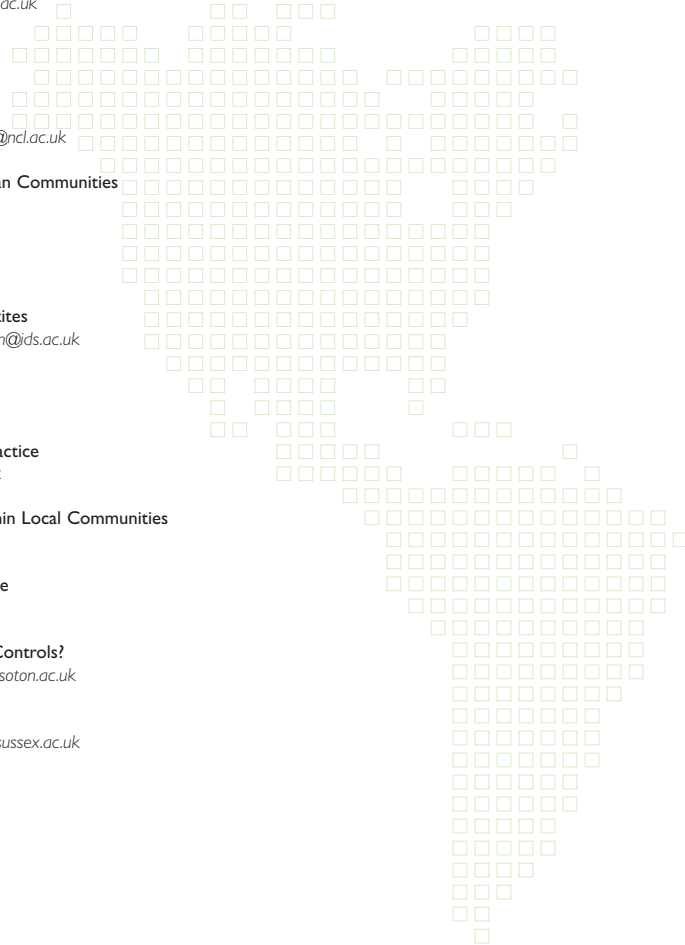 ac.uk
@ncl.ac.uk
an Communities
ites
n@ids.ac.uk
actice
in Local Communities
e
Controls?
soton.ac.uk
sussex.ac.uk